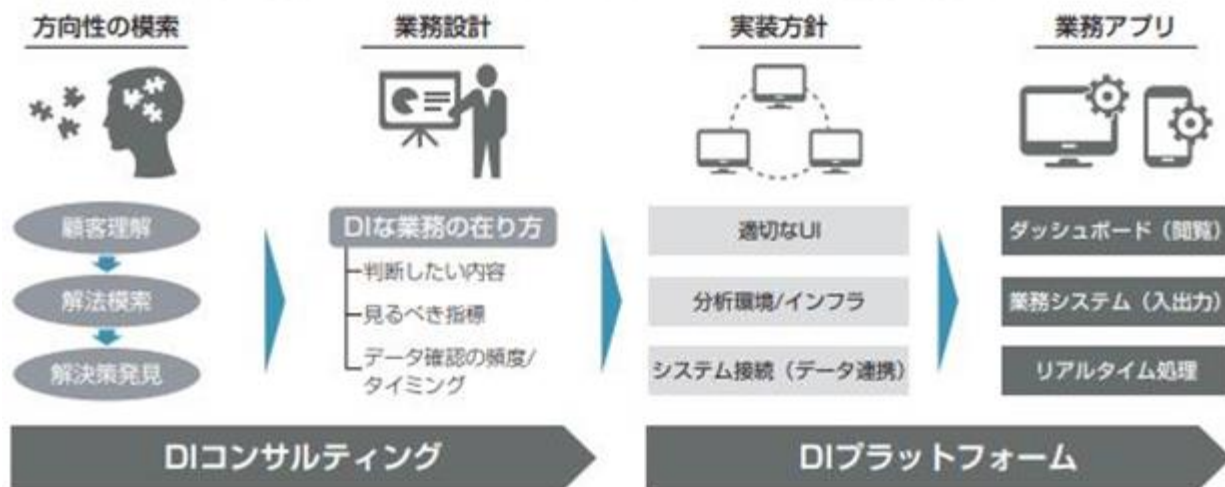 方向性の模索
業務設計
実装方針
業務アプリ
顧客理解
解法模索
解決策発見
DIな業務の在り方
判断したい内容
見るべき指標
データ確認の頻度/
タイミング
適切なUI
分析環境/インフラ
システム接続（データ連携）
ダッシュボード（閲覧）
業務システム（入出力）
リアルタイム処理
DIコンサルティング
DIプラットフォーム